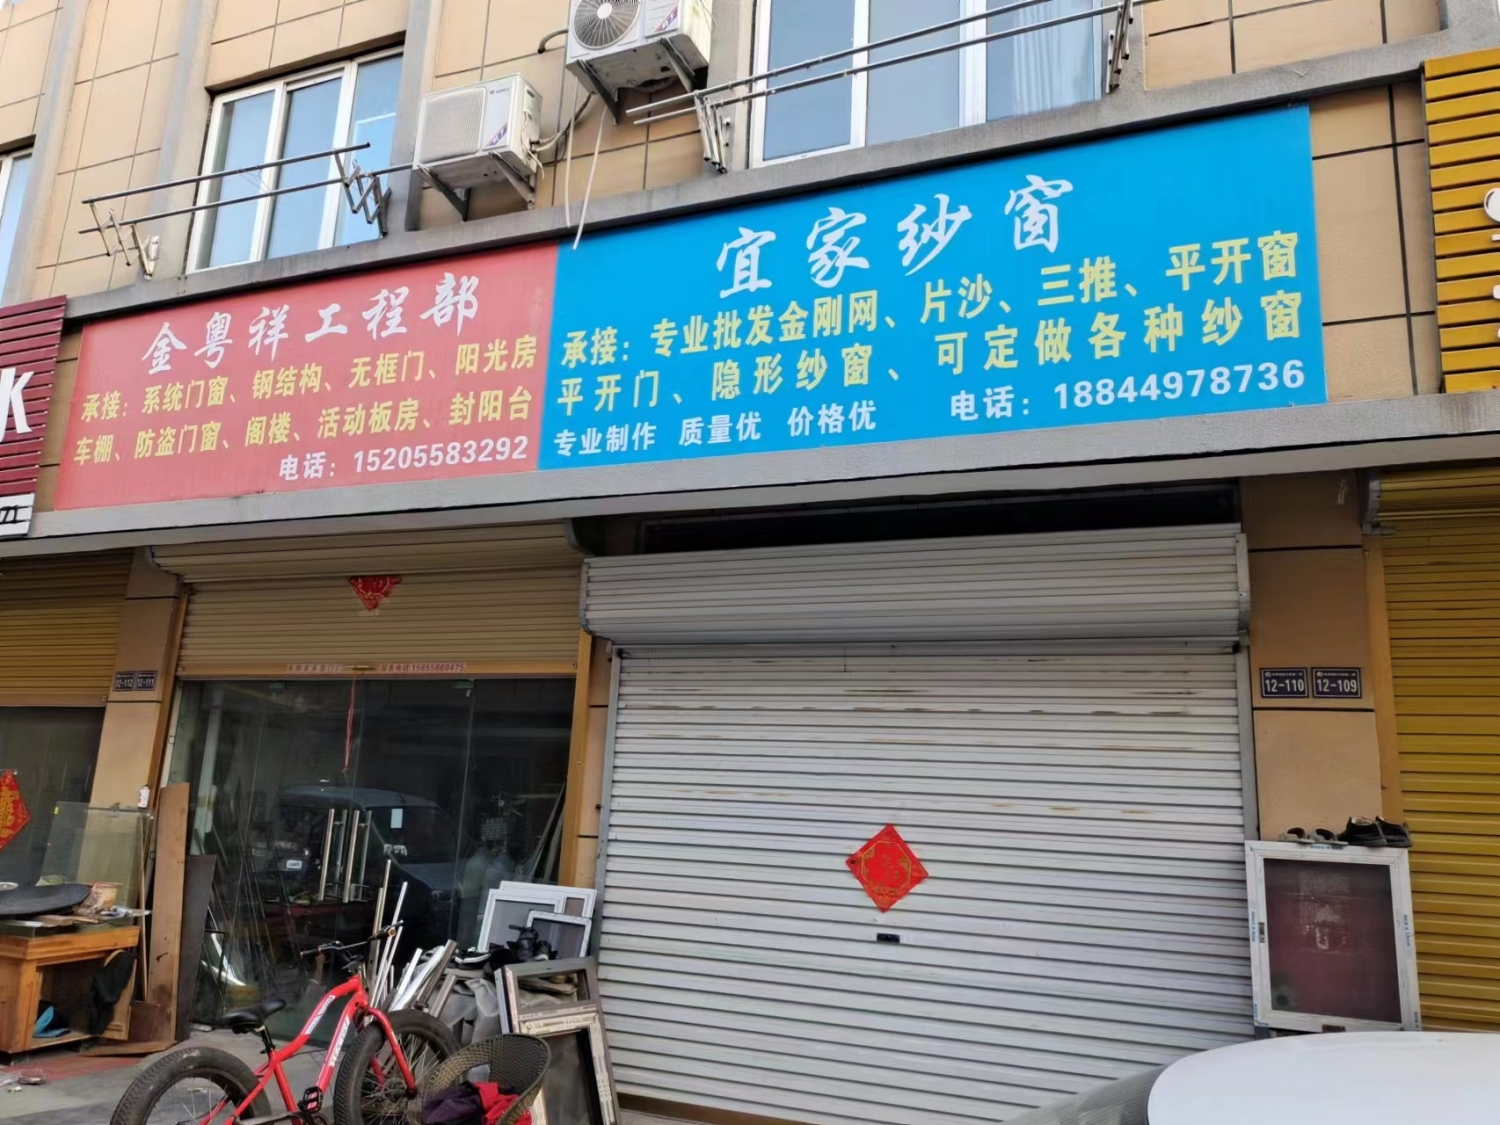 金粤祥工程部
承接：系统门窗、钢结构、无框门、阳光房
车棚、防盗门窗、阁楼、活动板房、封阳台
电话：15205583292
宜家纱窗
承接：专业批发金刚网、片沙、三推、平开窗
平开门、隐形纱窗、可定做各种纱窗
专业制作 质量优 价格优 电话：18844978736
K
71
15855860475
12-112
12-111
12-110
12-109
福